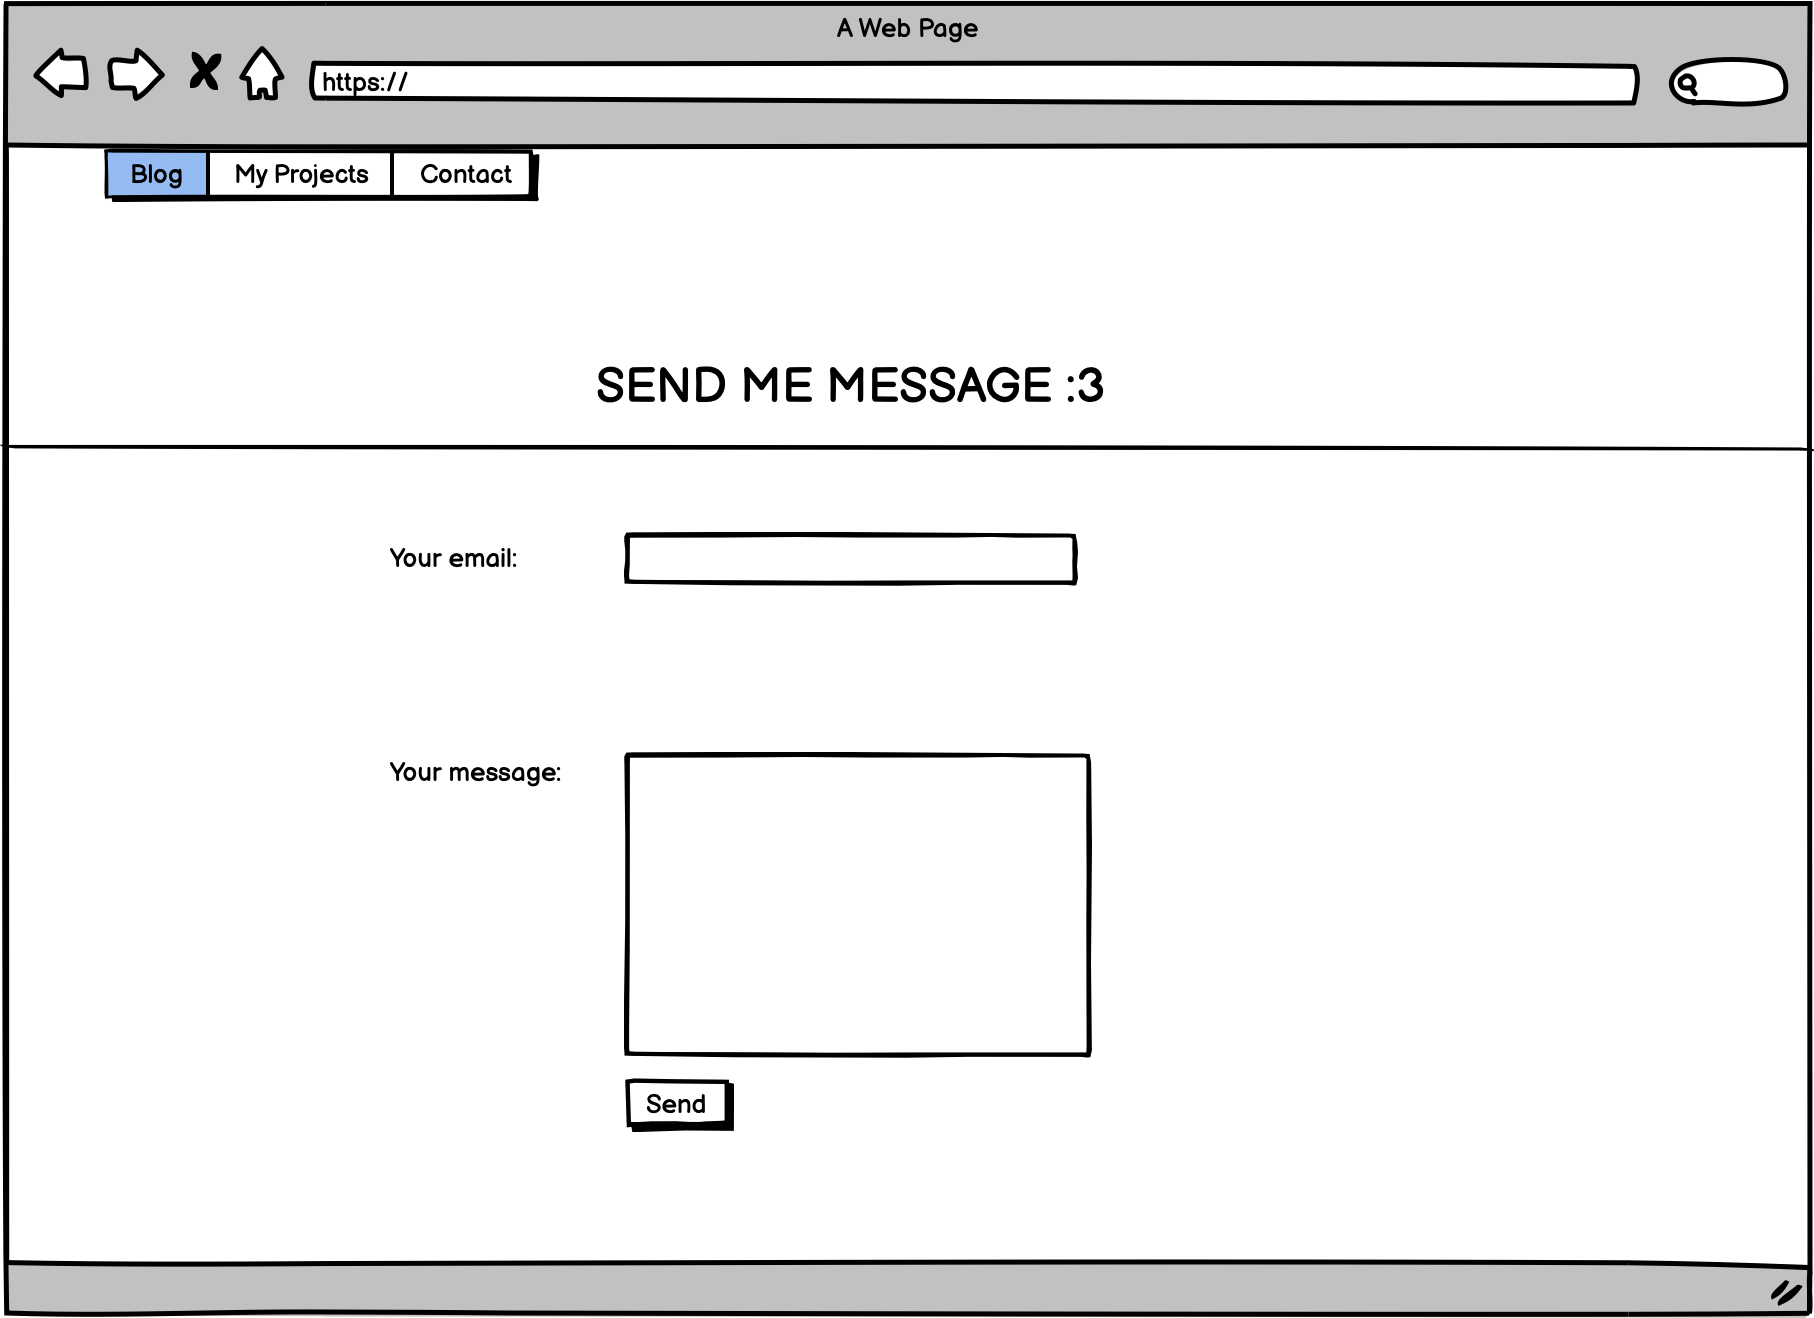 A Web Page
https://
Blog My Projects Contact
SEND ME MESSAGE :3
Your email:
Your message:
Send